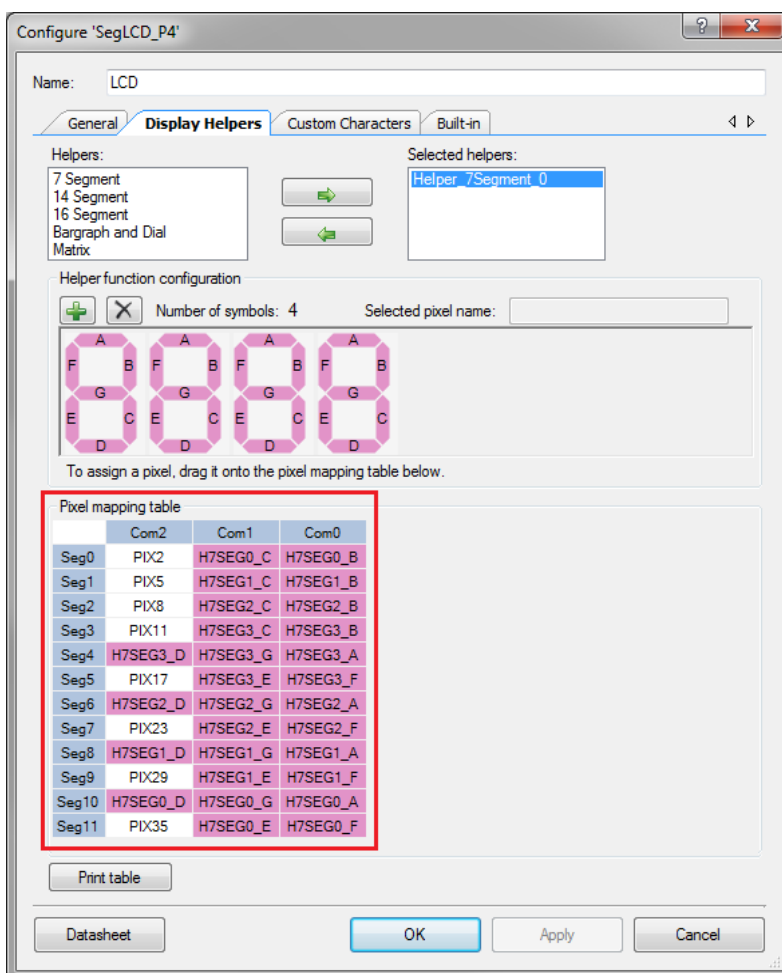 Configure 'SegLCD_P4'
Name: LCD
General Display Helpers Custom Characters Built-in
Helpers: Selected helpers:
7 Segment Helper_7Segment_0
14 Segment
16 Segment
Bargraph and Dial
Matrix
Helper function configuration
Number of symbols: 4 Selected pixel name:
A A A A
F B F B F B F B
G G G G
E C E C E C E C
D D D D
To assign a pixel, drag it onto the pixel mapping table below.
Pixel mapping table
Com2 Com1 Com0
Seg0 PIX2 H7SEG0_C H7SEG0_B
Seg1 PIX5 H7SEG1_C H7SEG1_B
Seg2 PIX8 H7SEG2_C H7SEG2_B
Seg3 PIX11 H7SEG3_C H7SEG3_B
Seg4 H7SEG3_D H7SEG3_G H7SEG3_A
Seg5 PIX17 H7SEG3_E H7SEG3_F
Seg6 H7SEG2_D H7SEG2_G H7SEG2_A
Seg7 PIX23 H7SEG2_E H7SEG2_F
Seg8 H7SEG1_D H7SEG1_G H7SEG1_A
Seg9 PIX29 H7SEG1_E H7SEG1_F
Seg10 H7SEG0_D H7SEG0_G H7SEG0_A
Seg11 PIX35 H7SEG0_E H7SEG0_F
Print table
Datasheet OK Apply Cancel